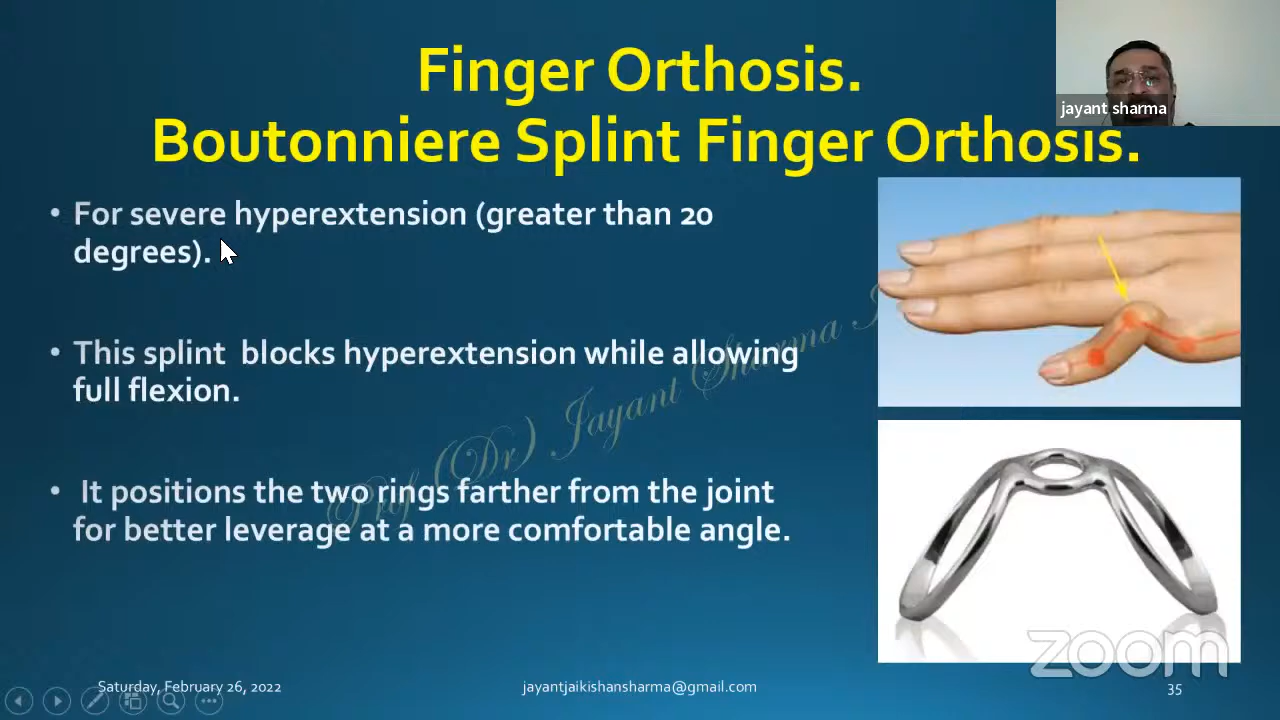 Finger Orthosis.
Boutonniere Splint Finger Orthosis.
jayant sharma
• For severe hyperextension (greater than 20
degrees).
• This splint blocks hyperextension while allowing
full flexion.
• It positions the two rings farther from the joint
for better leverage at a more comfortable angle.
Prof (Dr) Jayant Sharma
zoom
Saturday, February 26, 2022
jayantjaikishansharma@gmail.com
35